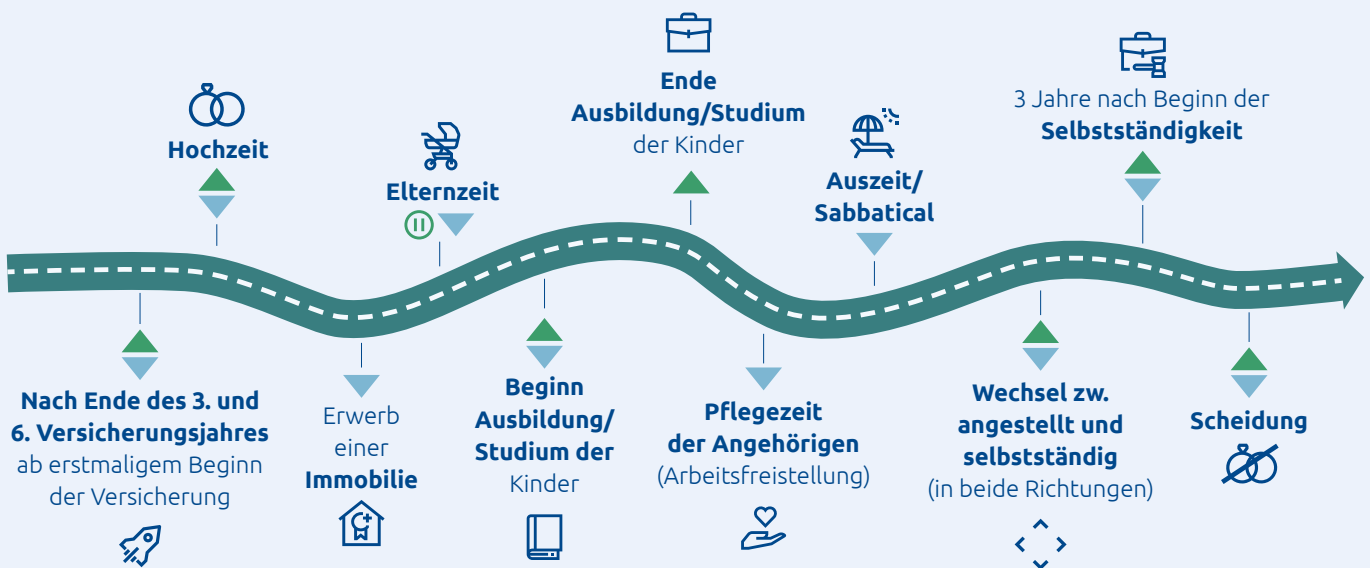 Hochzeit
Elternzeit
Ende
Ausbildung/Studium
der Kinder
Auszeit/
Sabbatical
3 Jahre nach Beginn der
Selbstständigkeit
Nach Ende des 3. und
6. Versicherungsjahres
ab erstmaligem Beginn
der Versicherung
Erwerb
einer
Immobilie
Beginn
Ausbildung/
Studium der
Kinder
Pflegezeit
der Angehörigen
(Arbeitsfreistellung)
Wechsel zw.
angestellt und
selbstständig
(in beide Richtungen)
Scheidung